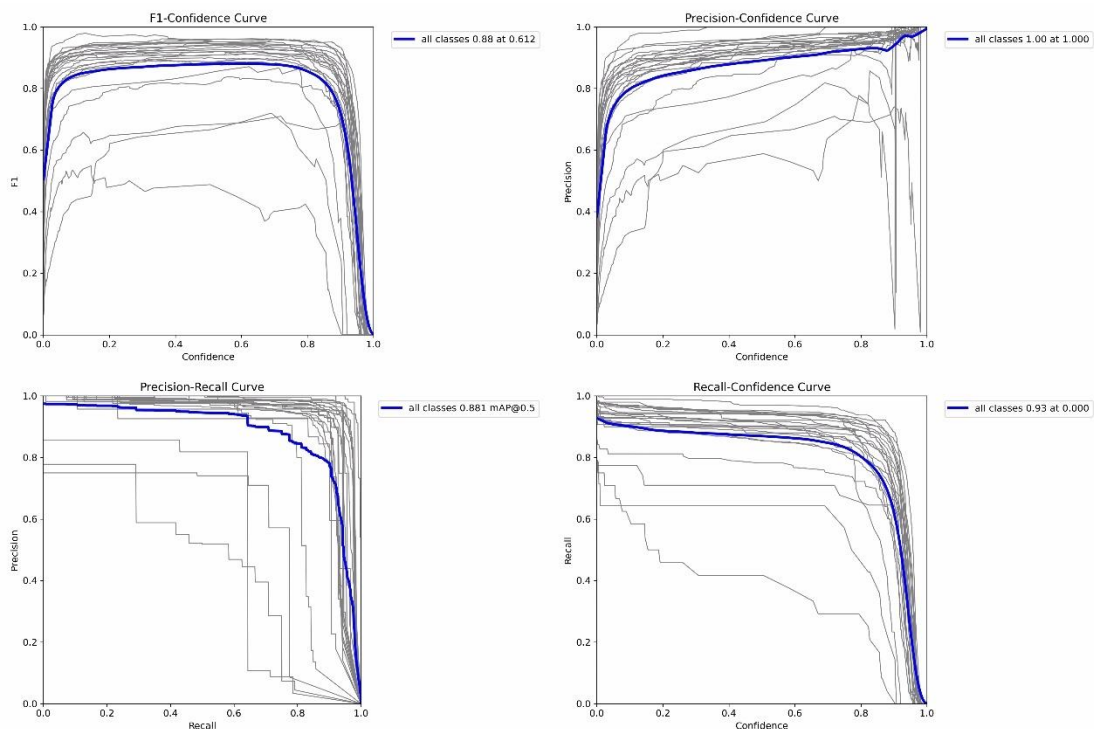 F1-Confidence Curve
all classes 0.88 at 0.612
F1
1.0
0.8
0.6
0.4
0.2
0.0
0.0 0.2 0.4 0.6 0.8 1.0
Confidence
Precision-Confidence Curve
all classes 1.00 at 1.000
Precision
1.0
0.8
0.6
0.4
0.2
0.0
0.0 0.2 0.4 0.6 0.8 1.0
Confidence
Precision-Recall Curve
all classes 0.881 mAP@0.5
Precision
1.0
0.8
0.6
0.4
0.2
0.0
0.0 0.2 0.4 0.6 0.8 1.0
Recall
Recall-Confidence Curve
all classes 0.93 at 0.000
Recall
1.0
0.8
0.6
0.4
0.2
0.0
0.0 0.2 0.4 0.6 0.8 1.0
Confidence